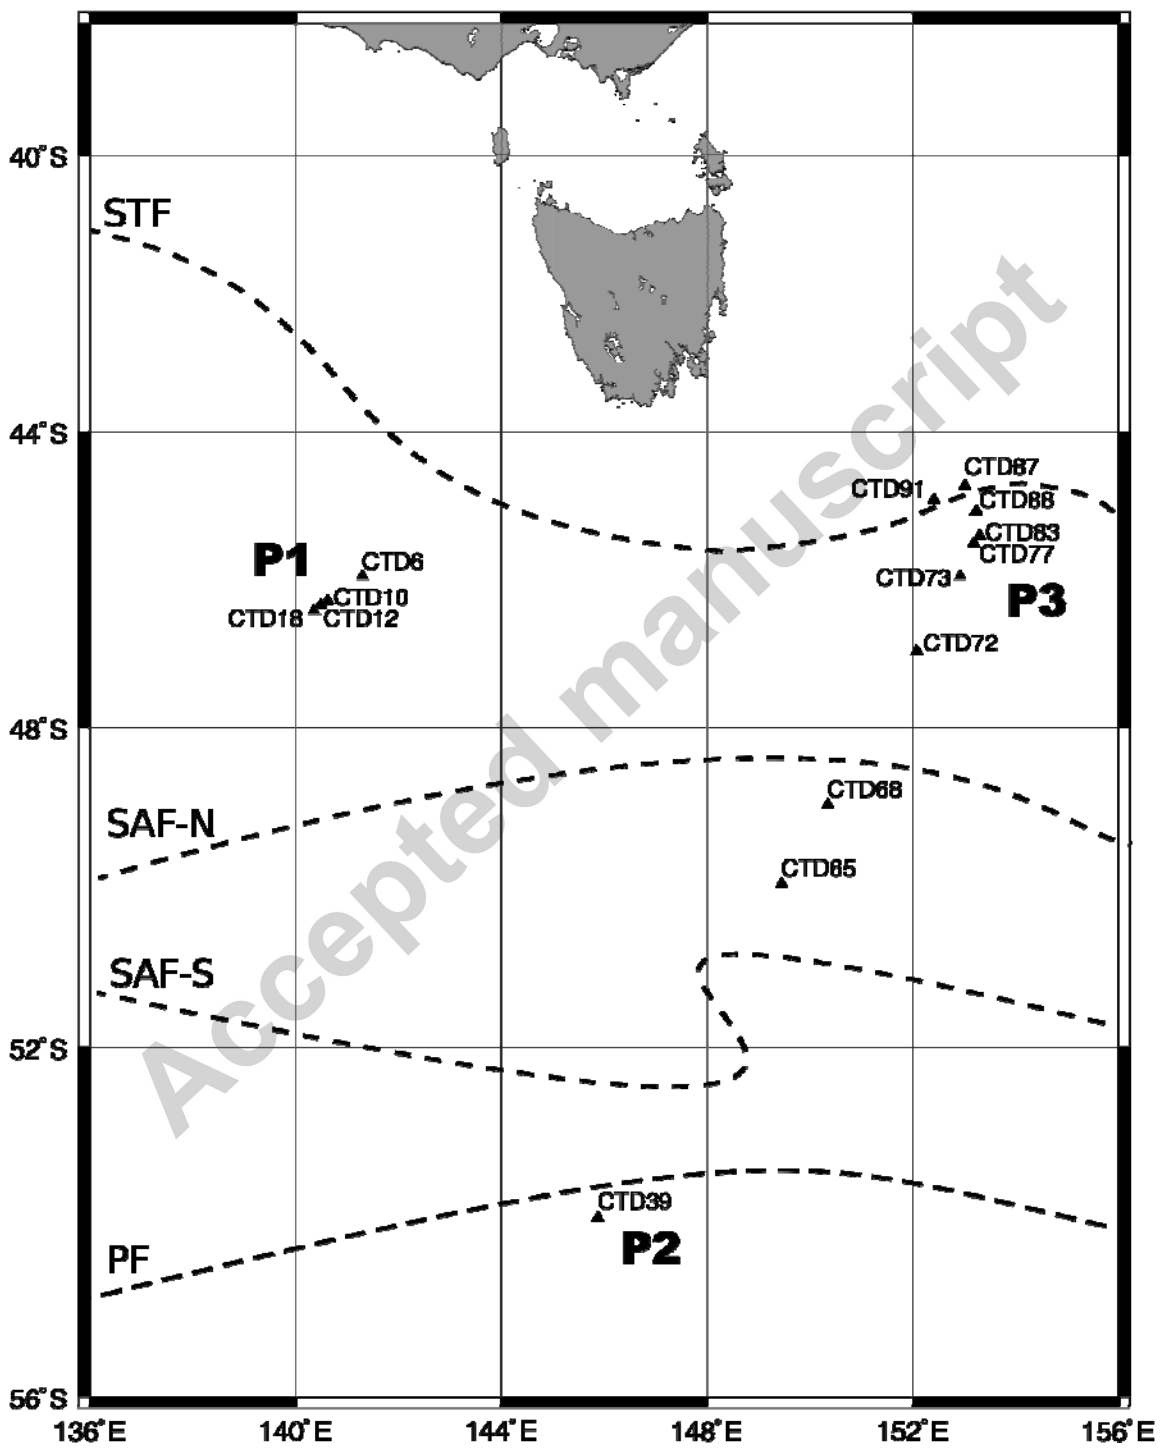 40°S
STF
44°S
CTD87
CTD91
CTD88
CTD83
CTD77
P1
CTD6
CTD73
P3
CTD10
CTD18
CTD12
CTD72
48°S
CTD68
SAF-N
CTD65
SAF-S
52°S
CTD39
P2
PF
56°S
136°E
140°E
144°E
148°E
152°E
156°E
Accepted manuscript